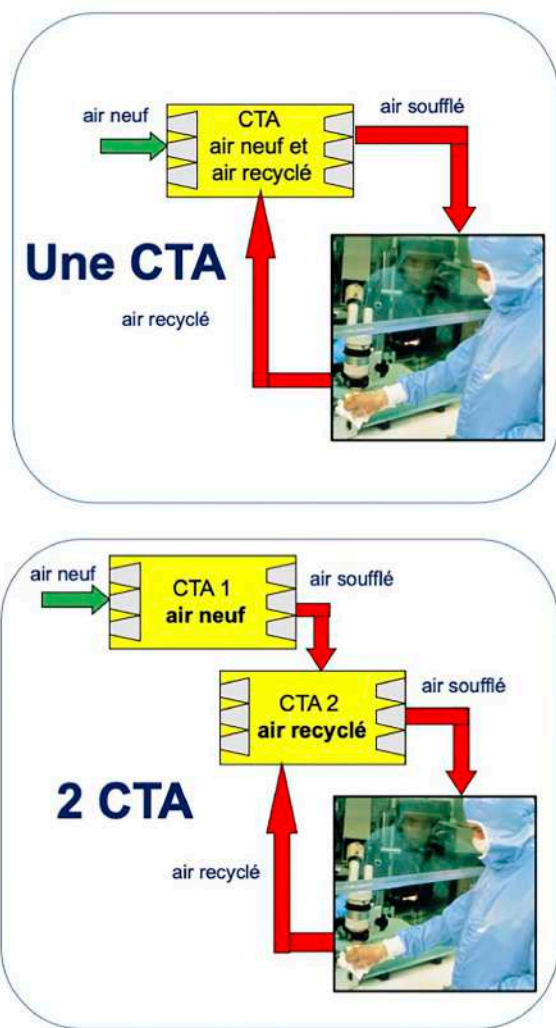 air neuf
CTA
air neuf et
air recyclé
air soufflé
Une CTA
air recyclé
air neuf
CTA 1
air neuf
air soufflé
CTA 2
air recyclé
air soufflé
2 CTA
air recyclé